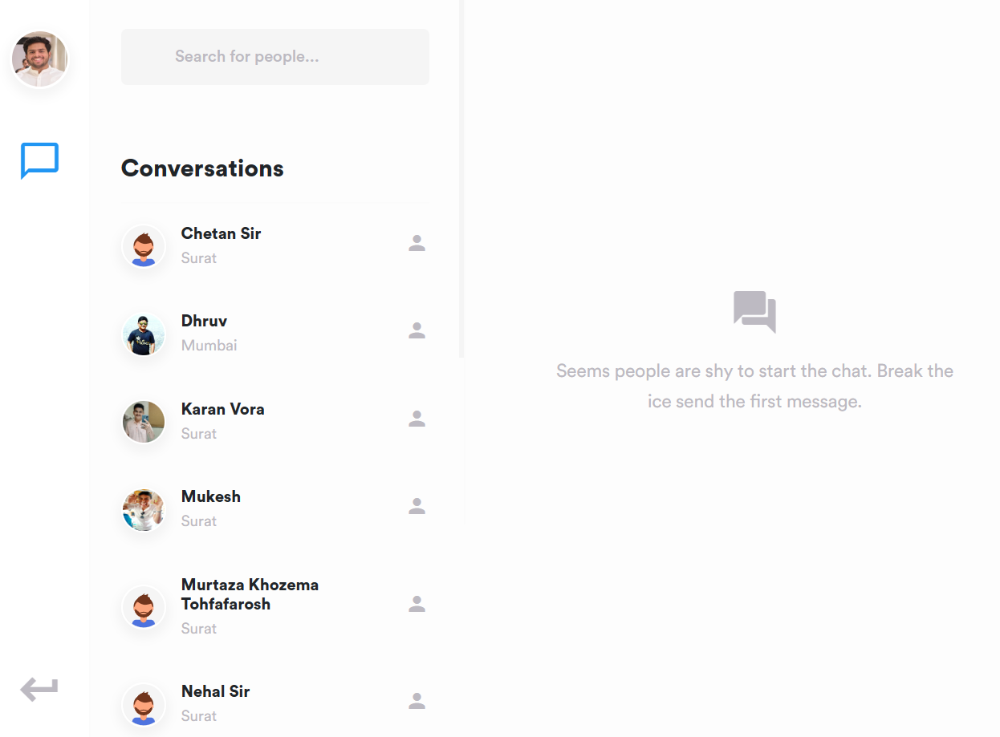 Search for people...
Conversations
Chetan Sir
Surat
Dhruv
Mumbai
Karan Vora
Surat
Mukesh
Surat
Murtaza Khozema
Tohfafarosh
Surat
Nehal Sir
Surat
Seems people are shy to start the chat. Break the
ice send the first message.